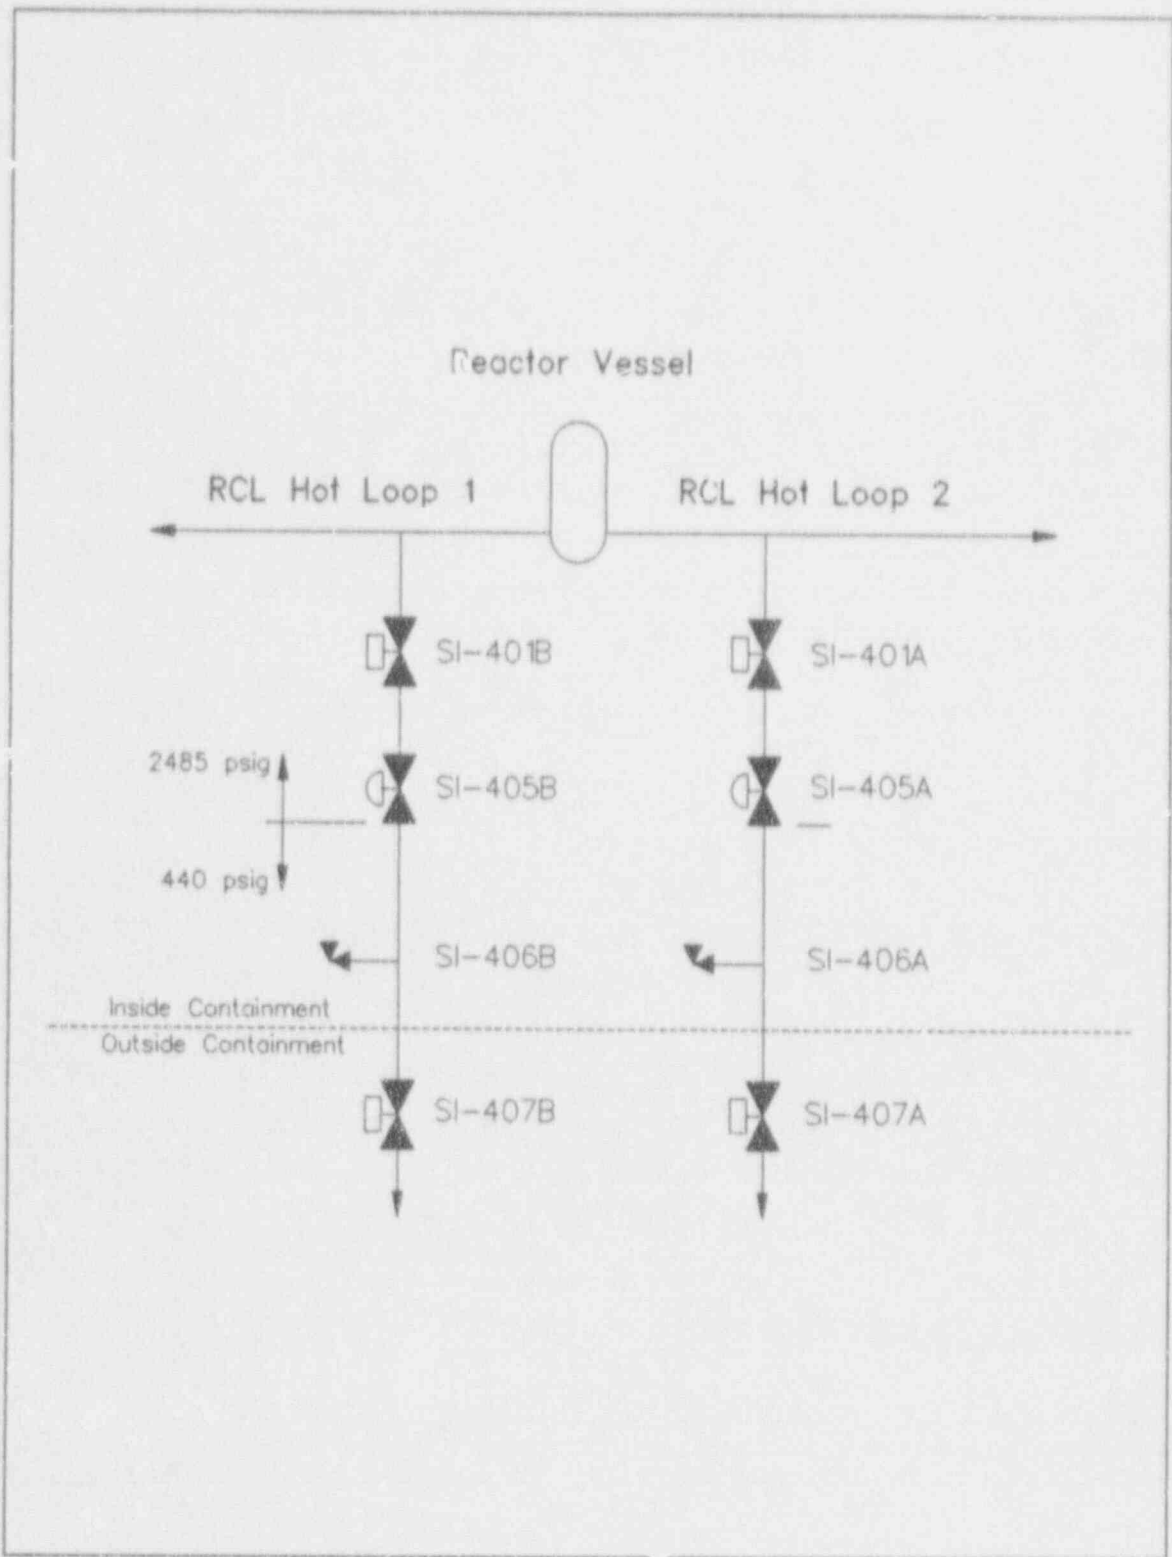 Reactor Vessel
RCL Hot Loop 1
RCL Hot Loop 2
SI-401B
SI-401A
2485 psig
SI-405B
SI-405A
440 psig
SI-406B
SI-406A
Inside Containment
Outside Containment
SI-407B
SI-407A